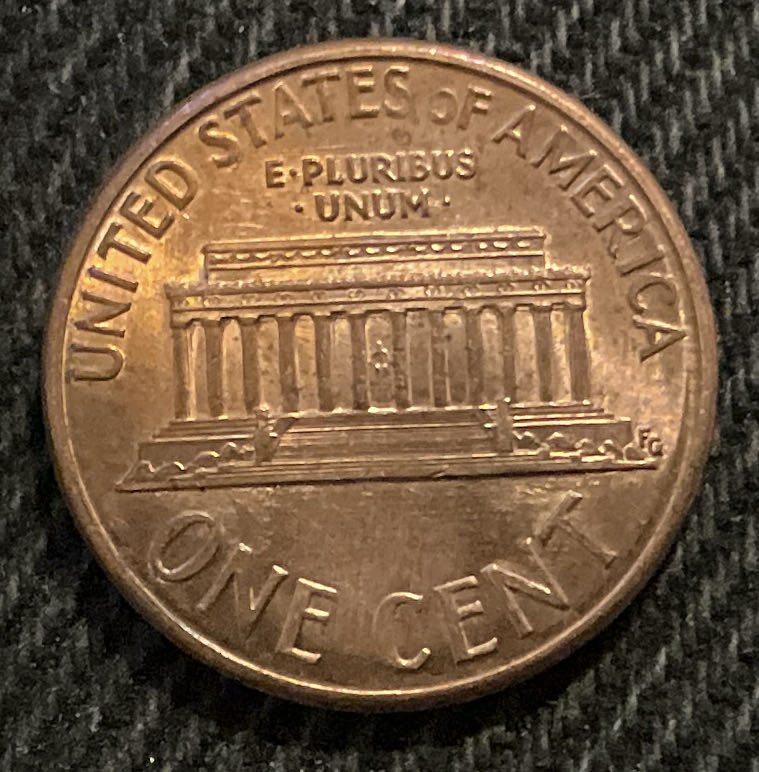 UNITED STATES OF AMERICA
E·PLURIBUS
·UNUM·
FG
ONE CENT